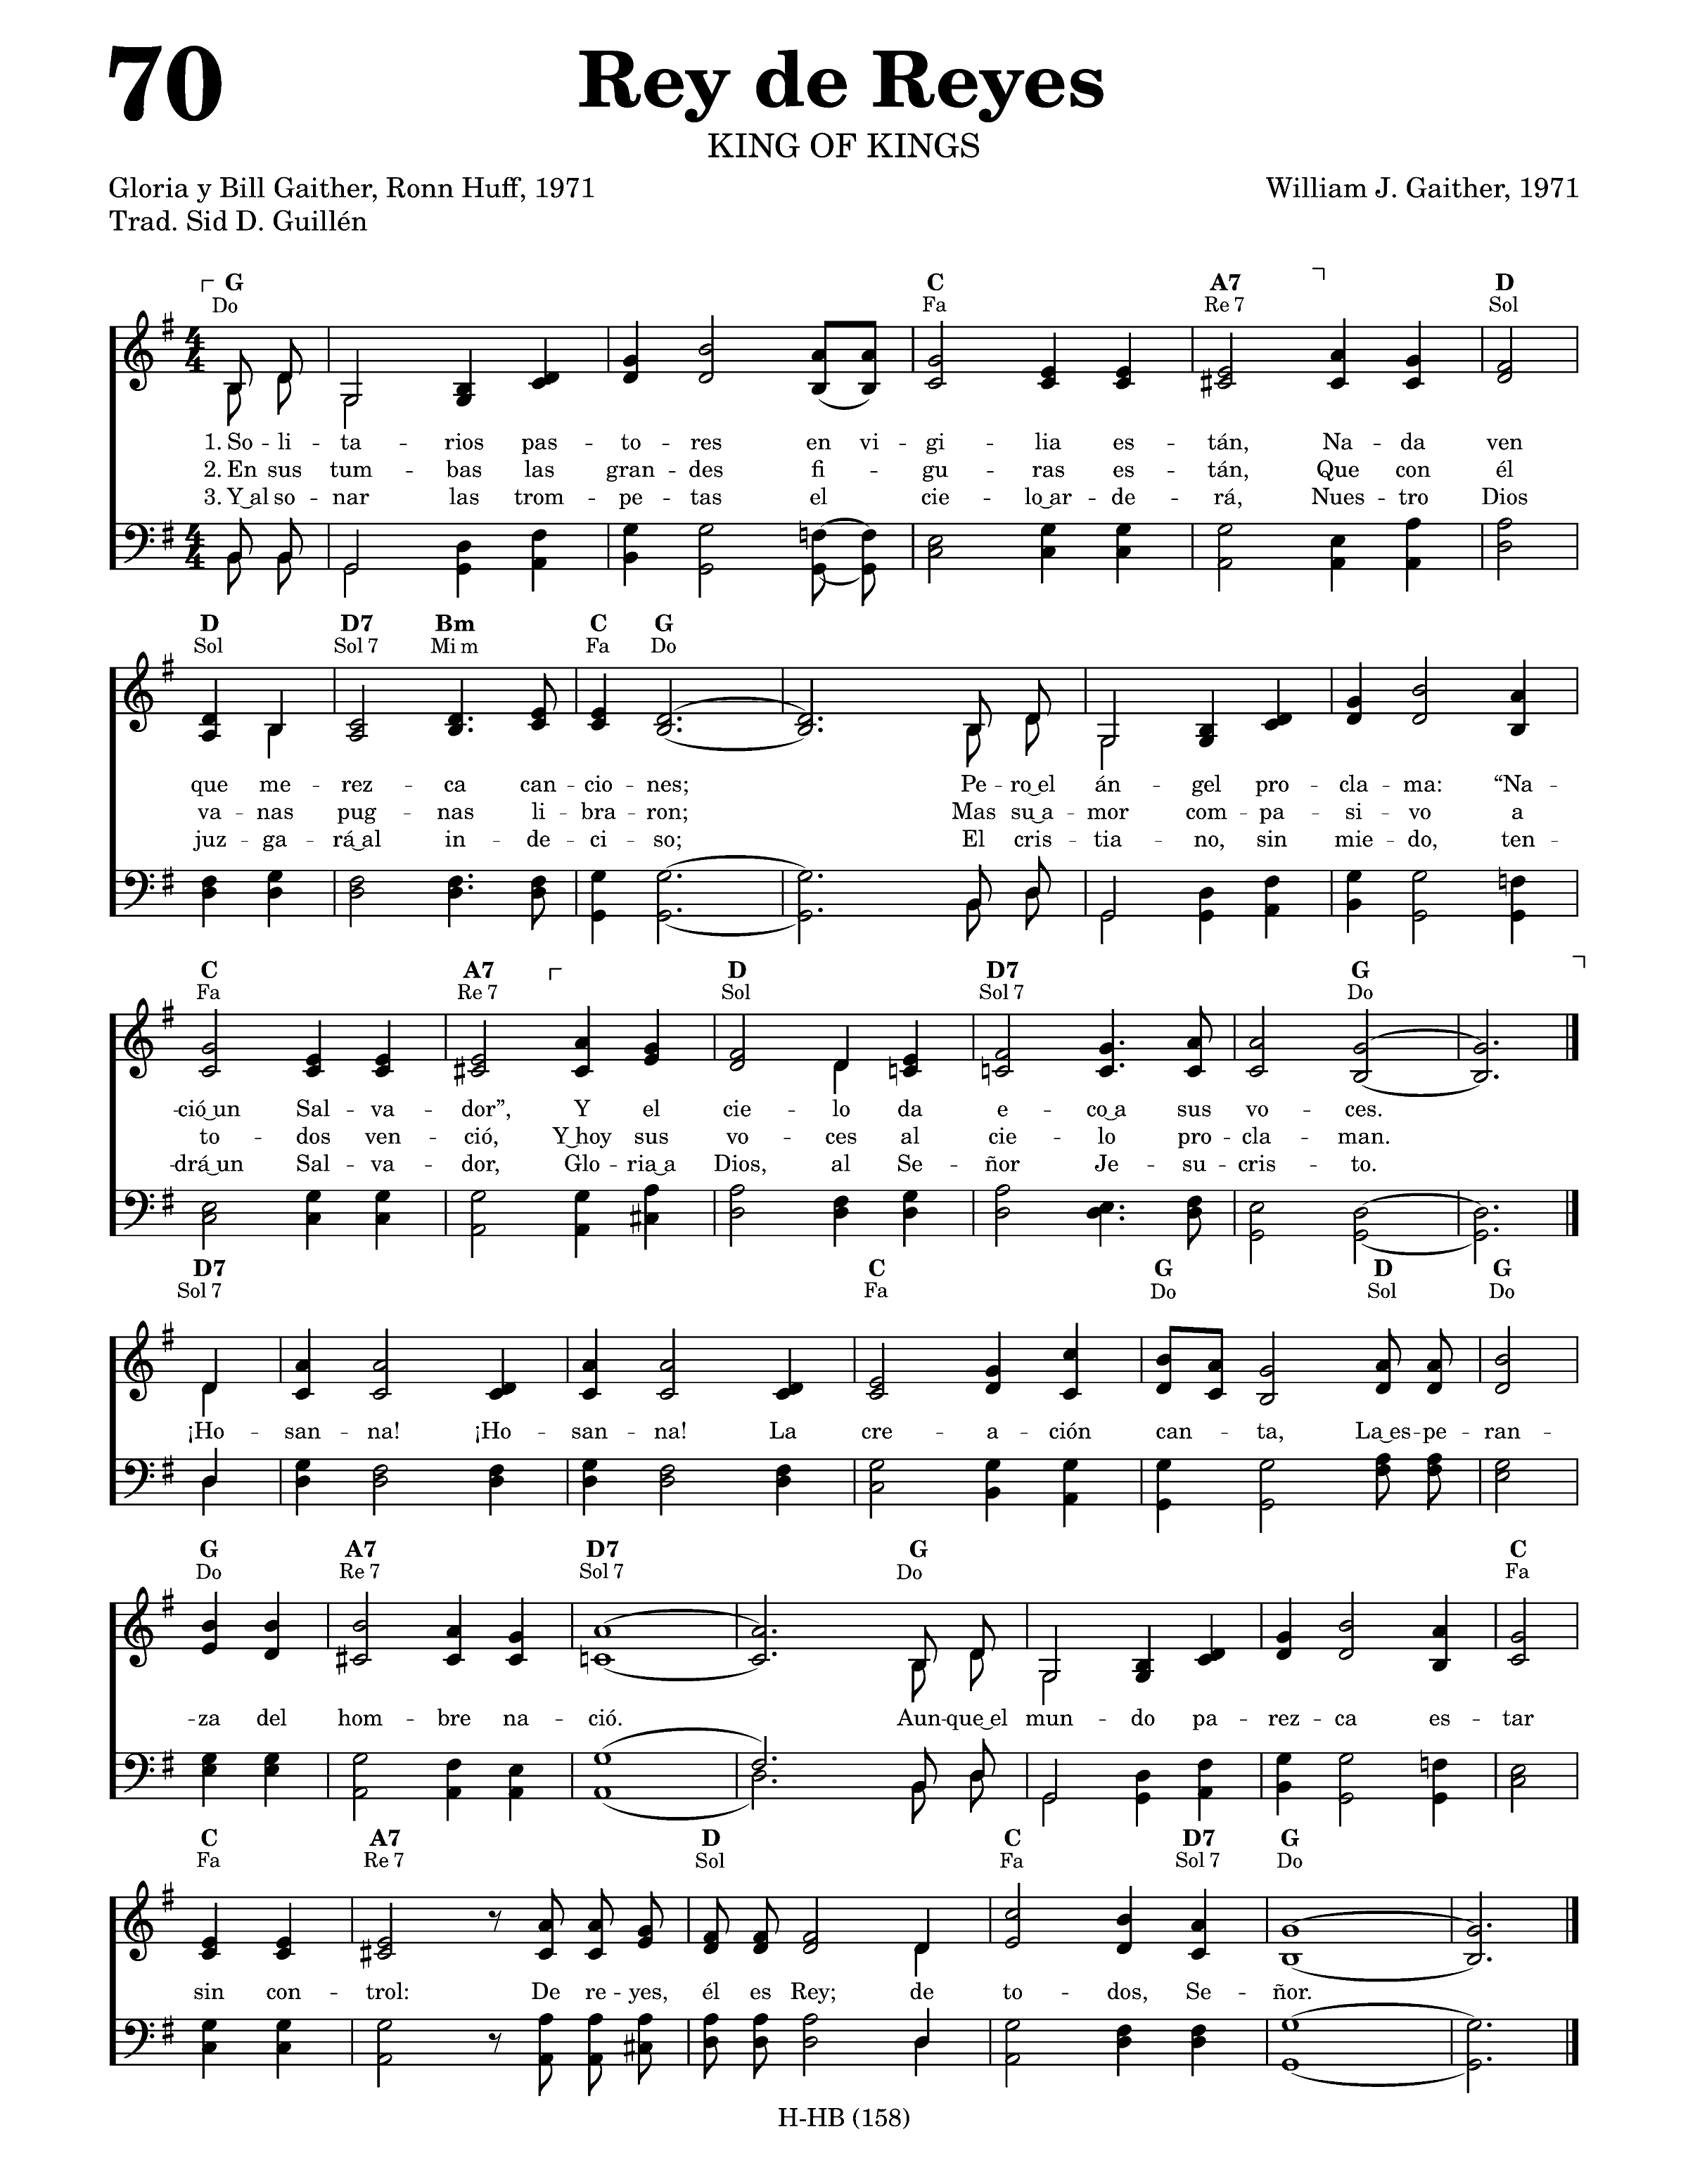 70
Rey de Reyes
KING OF KINGS
Gloria y Bill Gaither, Ronn Huff, 1971
William J. Gaither, 1971
Trad. Sid D. Guillén
G C A7 D
Do Fa Re 7 Sol
1. So - li - ta - rios pas - to - res en vi - gi - lia es - tán, Na - da ven
2. En sus tum - bas las gran - des fi - gu - ras es - tán, Que con él
3. Y al so - nar las trom - pe - tas el cie - lo ar - de - rá, Nues - tro Dios
D D7 Bm C G
Sol Sol 7 Mi m Fa Do
que me - rez - ca can - cio - nes; Pe - ro el án - gel pro - cla - ma: “Na -
va - nas pug - nas li - bra - ron; Mas su a - mor com - pa - si - vo a
juz - ga - rá al in - de - ci - so; El cris - tia - no, sin mie - do, ten -
C A7 D D7 G
Fa Re 7 Sol Sol 7 Do
- ció un Sal - va - dor”, Y el cie - lo da e - co a sus vo - ces.
to - dos ven - ció, Y hoy sus vo - ces al cie - lo pro - cla - man.
- drá un Sal - va - dor, Glo - ria a Dios, al Se - ñor Je - su - cris - to.
D7 C G D G
Sol 7 Fa Do Sol Do
¡Ho - san - na! ¡Ho - san - na! La cre - a - ción can - ta, La es - pe - ran -
G A7 D7 G C
Do Re 7 Sol 7 Do Fa
- za del hom - bre na - ció. Aun - que el mun - do pa - rez - ca es - tar
C A7 D C D7 G
Fa Re 7 Sol Fa Sol 7 Do
sin con - trol: De re - yes, él es Rey; de to - dos, Se - ñor.
H-HB (158)